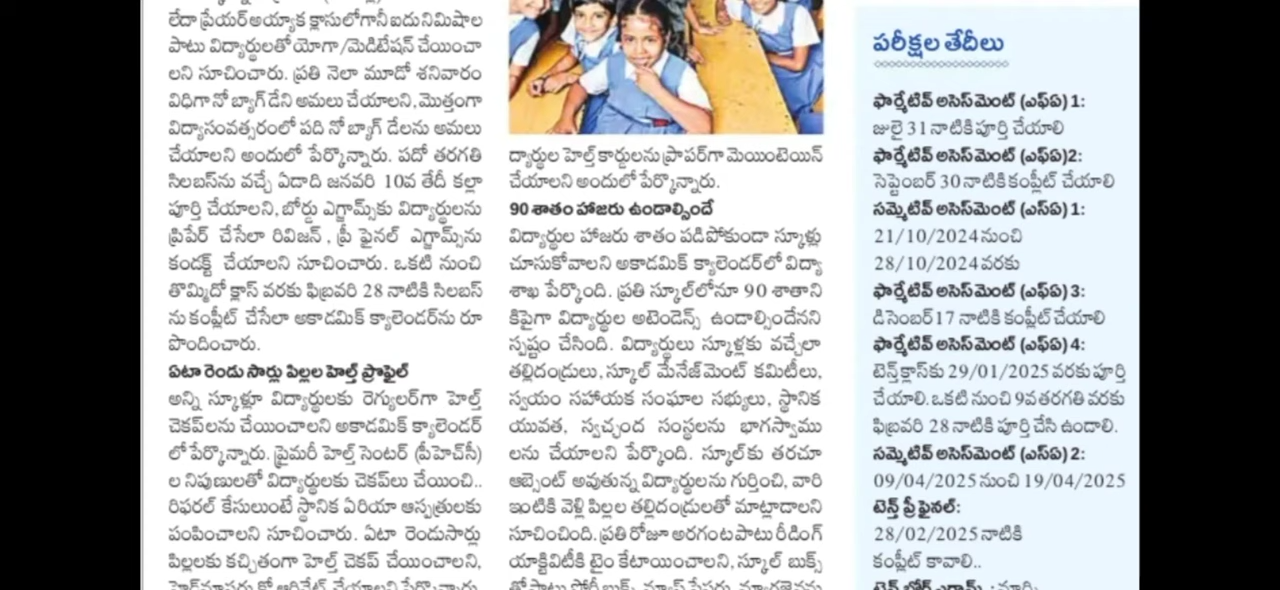 లేదా ప్రేయర్ అయ్యాక క్లాసులోగానీ ఐదు నిమిషాల
పాటు విద్యార్థులతో యోగా/మెడిటేషన్ చేయించా
లని సూచించారు. ప్రతి నెలా మూడో శనివారం
విధిగా నో బ్యాగ్ డేని అమలు చేయాలని, మొత్తంగా
విద్యాసంవత్సరంలో పది నో బ్యాగ్ డేలను అమలు
చేయాలని అందులో పేర్కొన్నారు. పదో తరగతి
సిలబస్‌ను వచ్చే ఏడాది జనవరి 10వ తేదీ కల్లా
పూర్తి చేయాలని, బోర్డు ఎగ్జామ్స్‌కు విద్యార్థులను
ప్రిపేర్ చేసేలా రివిజన్, ప్రీ ఫైనల్ ఎగ్జామ్స్‌ను
కండక్ట్ చేయాలని సూచించారు. ఒకటి నుంచి
తొమ్మిదో క్లాస్ వరకు ఫిబ్రవరి 28 నాటికి సిలబస్
ను కంప్లీట్ చేసేలా అకాడమిక్ క్యాలెండర్‌ను రూ
పొందించారు.
ఏటా రెండు సార్లు పిల్లల హెల్త్ ప్రొఫైల్
అన్ని స్కూళ్లూ విద్యార్థులకు రెగ్యులర్‌గా హెల్త్
చెకప్‌లను చేయించాలని అకాడమిక్ క్యాలెండర్
లో పేర్కొన్నారు. ప్రైమరీ హెల్త్ సెంటర్ (పీహెచ్‌సీ)
ల నిపుణులతో విద్యార్థులకు చెకప్‌లు చేయించి..
రిఫరల్ కేసులుంటే స్థానిక ఏరియా ఆస్పత్రులకు
పంపించాలని సూచించారు. ఏటా రెండుసార్లు
పిల్లలకు కచ్చితంగా హెల్త్ చెకప్ చేయించాలని,
ద్యార్థుల హెల్త్ కార్డులను ప్రాపర్‌గా మెయింటెయిన్
చేయాలని అందులో పేర్కొన్నారు.
90 శాతం హాజరు ఉండాల్సిందే
విద్యార్థుల హాజరు శాతం పడిపోకుండా స్కూళ్లు
చూసుకోవాలని అకాడమిక్ క్యాలెండర్‌లో విద్యా
శాఖ పేర్కొంది. ప్రతి స్కూల్‌లోనూ 90 శాతాని
కిపైగా విద్యార్థుల అటెండెన్స్ ఉండాల్సిందేనని
స్పష్టం చేసింది. విద్యార్థులు స్కూళ్లకు వచ్చేలా
తల్లిదండ్రులు, స్కూల్ మేనేజ్‌మెంట్ కమిటీలు,
స్వయం సహాయక సంఘాల సభ్యులు, స్థానిక
యువత, స్వచ్ఛంద సంస్థలను భాగస్వాము
లను చేయాలని పేర్కొంది. స్కూల్‌కు తరచూ
ఆబ్సెంట్ అవుతున్న విద్యార్థులను గుర్తించి, వారి
ఇంటికి వెళ్లి పిల్లల తల్లిదండ్రులతో మాట్లాడాలని
సూచించింది. ప్రతి రోజూ అరగంట పాటు రీడింగ్
యాక్టివిటీకి టైం కేటాయించాలని, స్కూల్ బుక్స్
పరీక్షల తేదీలు
ఫార్మేటివ్ అసెస్‌మెంట్ (ఎఫ్ఏ) 1:
జులై 31 నాటికి పూర్తి చేయాలి
ఫార్మేటివ్ అసెస్‌మెంట్ (ఎఫ్ఏ)2:
సెప్టెంబర్ 30 నాటికి కంప్లీట్ చేయాలి
సమ్మెటివ్ అసెస్‌మెంట్ (ఎస్ఏ) 1:
21/10/2024 నుంచి
28/10/2024 వరకు
ఫార్మేటివ్ అసెస్‌మెంట్ (ఎఫ్ఏ) 3:
డిసెంబర్ 17 నాటికి కంప్లీట్ చేయాలి
ఫార్మేటివ్ అసెస్‌మెంట్ (ఎఫ్ఏ) 4:
టెన్త్ క్లాస్‌కు 29/01/2025 వరకు పూర్తి
చేయాలి. ఒకటి నుంచి 9వ తరగతి వరకు
ఫిబ్రవరి 28 నాటికి పూర్తి చేసి ఉండాలి.
సమ్మెటివ్ అసెస్‌మెంట్ (ఎస్ఏ) 2:
09/04/2025 నుంచి 19/04/2025
టెన్త్ ప్రీ ఫైనల్:
28/02/2025 నాటికి
కంప్లీట్ కావాలి..